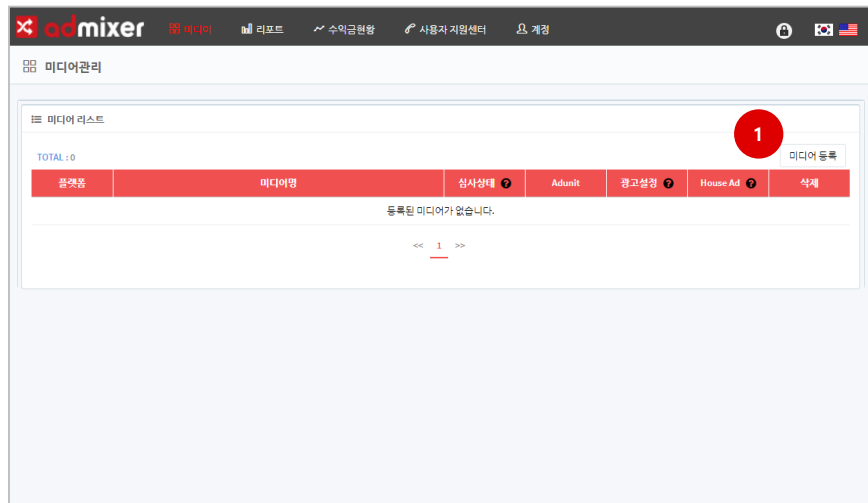 admixer 미디어 리포트 수익금현황 사용자 지원센터 계정
미디어관리
미디어 리스트
1
TOTAL : 0 미디어 등록
플랫폼 미디어명 심사상태 ? Adunit 광고설정 ? House Ad ? 삭제
등록된 미디어가 없습니다.
<< 1 >>